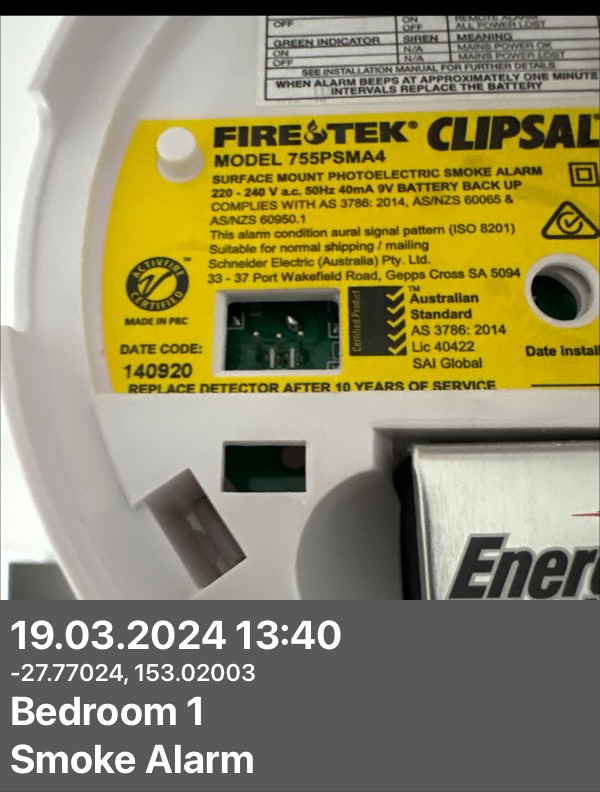 OFF ON REMOTE ALARM
OFF ALL POWER LOST
GREEN INDICATOR SIREN MEANING
ON N/A MAINS POWER OK
OFF N/A MAINS POWER LOST
SEE INSTALLATION MANUAL FOR FURTHER DETAILS
WHEN ALARM BEEPS AT APPROXIMATELY ONE MINUTE
INTERVALS REPLACE THE BATTERY
FIRETEK® CLIPSAL
MODEL 755PSMA4
SURFACE MOUNT PHOTOELECTRIC SMOKE ALARM
220 - 240 V a.c. 50Hz 40mA 9V BATTERY BACK UP
COMPLIES WITH AS 3786: 2014, AS/NZS 60065 &
AS/NZS 60950.1
This alarm condition aural signal pattern (ISO 8201)
Suitable for normal shipping / mailing
Schneider Electric (Australia) Pty. Ltd.
33 - 37 Port Wakefield Road, Gepps Cross SA 5094
ACTIVFIRE
CERTIFIED
™
MADE IN PRC
DATE CODE:
140920
Certified Product
™
Australian
Standard
AS 3786: 2014
Lic 40422
SAI Global
Date instal
REPLACE DETECTOR AFTER 10 YEARS OF SERVICE
Ener
19.03.2024 13:40
-27.77024, 153.02003
Bedroom 1
Smoke Alarm